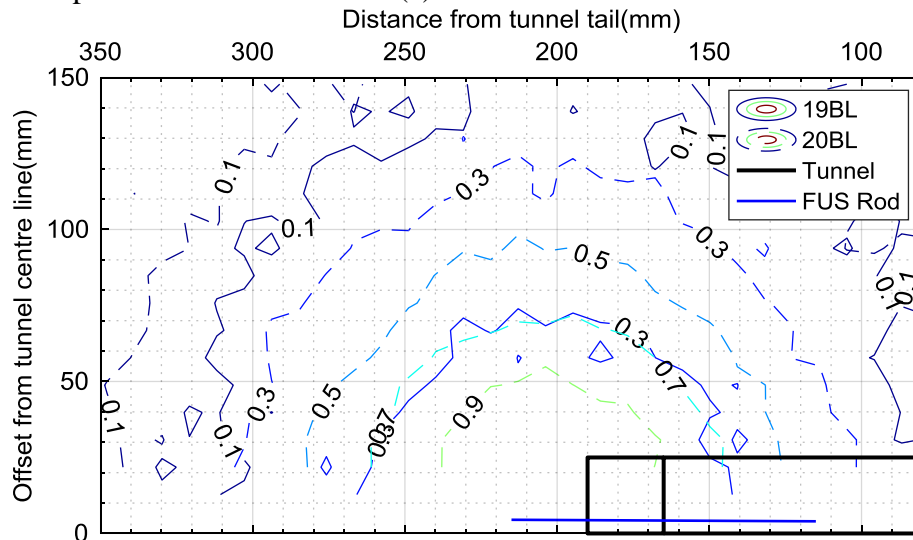 (s)
Distance from tunnel tail(mm)
350 300 250 200 150 100
150
100
50
0
Offset from tunnel centre line(mm)
19BL
20BL
Tunnel
FUS Rod
0.1
0.1
0.1
0.1
0.3
0.3
0.1
0.5
0.1
0.1
0.3
0.7
0.3
0.5
0.9
0.7
0.3
0.1
0.1